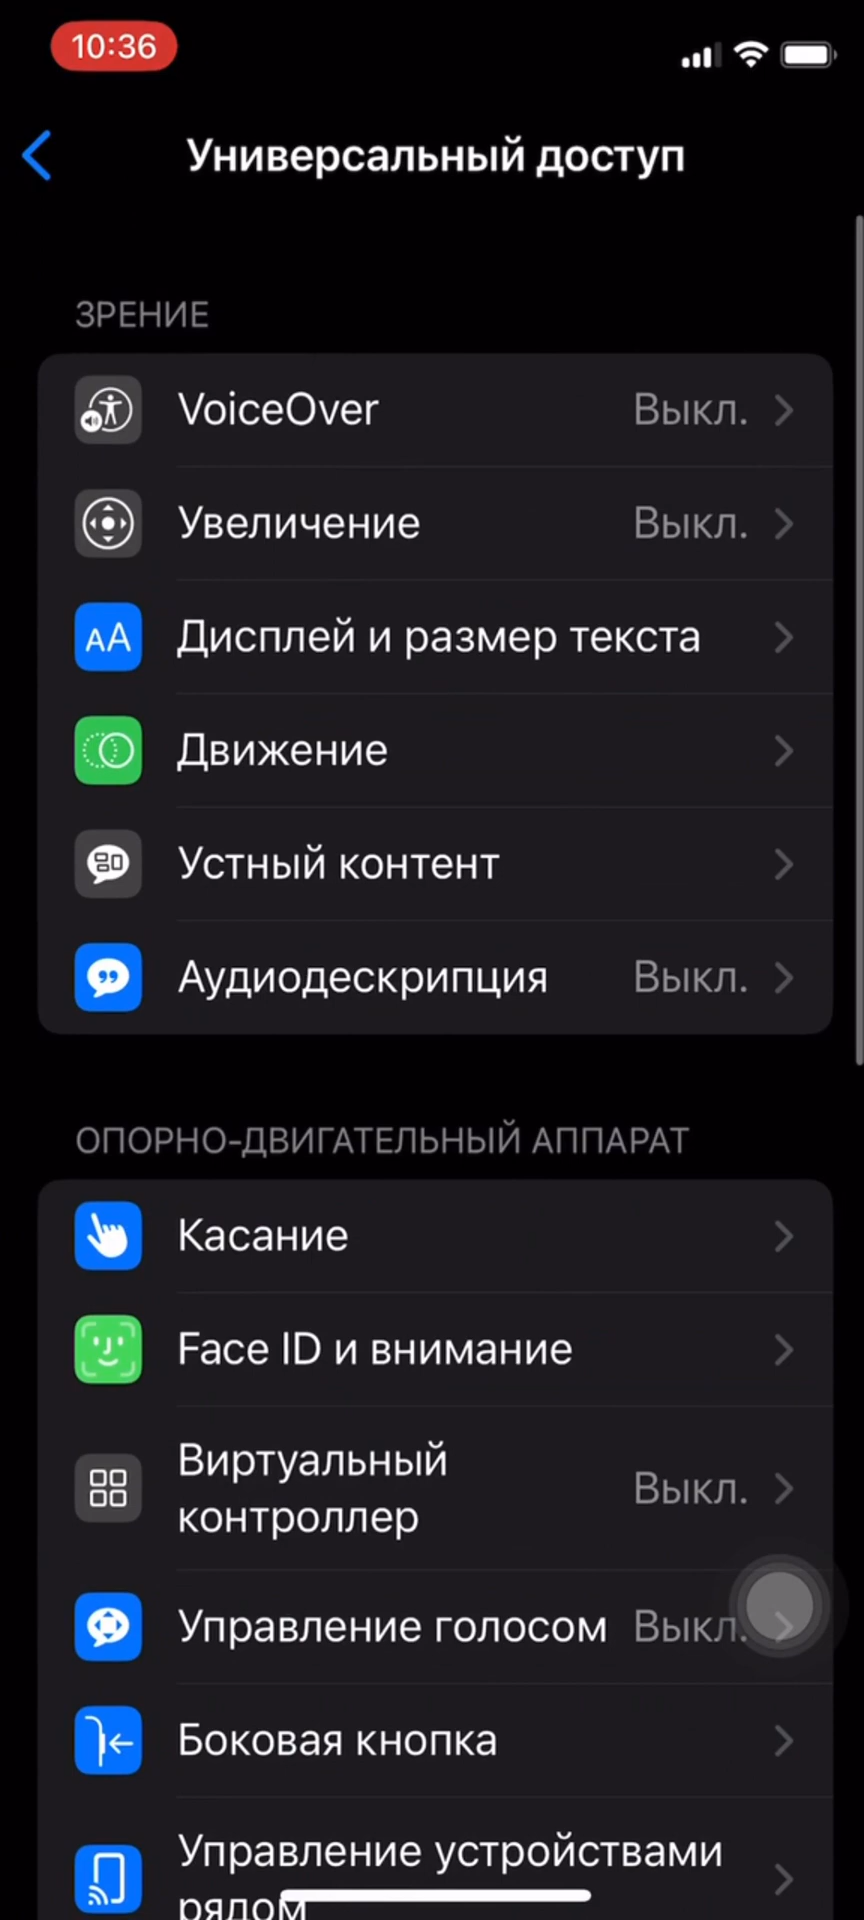 10:36
Универсальный доступ
ЗРЕНИЕ
VoiceOver Выкл.
Увеличение Выкл.
AA Дисплей и размер текста
Движение
Устный контент
Аудиодескрипция Выкл.
ОПОРНО-ДВИГАТЕЛЬНЫЙ АППАРАТ
Касание
Face ID и внимание
Виртуальный
контроллер Выкл.
Управление голосом Выкл.
Боковая кнопка
Управление устройствами
рядом